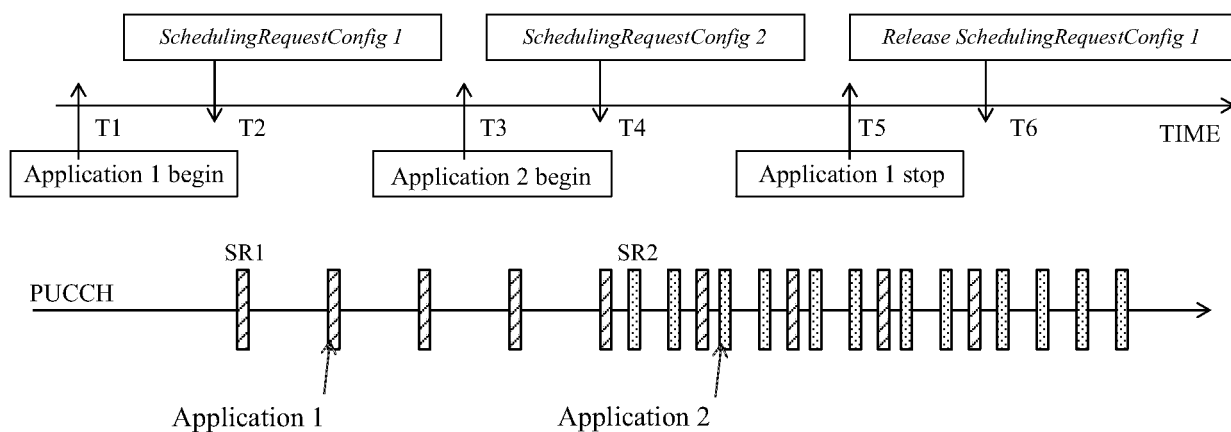 SchedulingRequestConfig 1 SchedulingRequestConfig 2 Release SchedulingRequestConfig 1
T1 T2 T3 T4 T5 T6 TIME
Application 1 begin Application 2 begin Application 1 stop
SR1 SR2
PUCCH
Application 1 Application 2